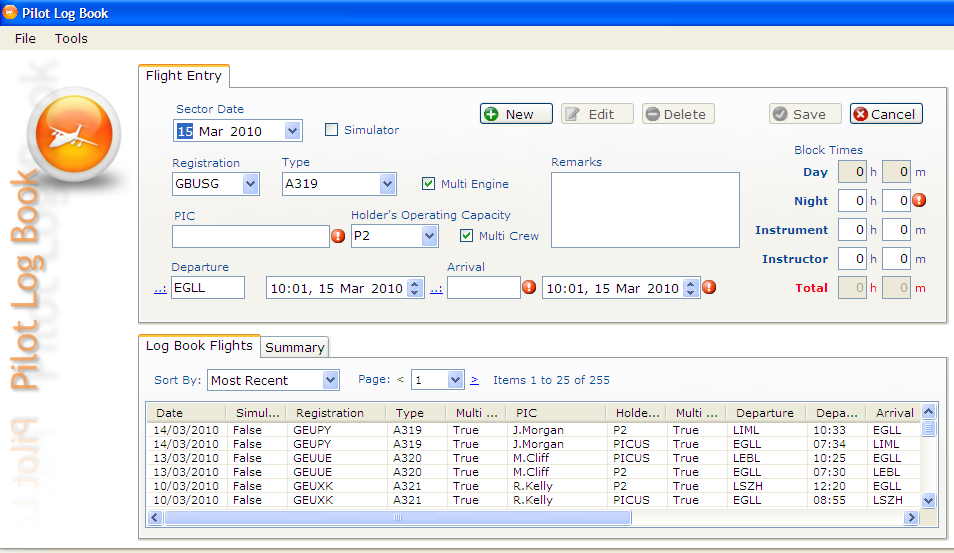 Pilot Log Book
File Tools
Pilot Log Book
Flight Entry
Sector Date
15 Mar 2010
Simulator
New Edit Delete Save Cancel
Registration Type
GBUSG A319 Multi Engine
Remarks
PIC Holder's Operating Capacity
P2 Multi Crew
Departure Arrival
..: EGLL 10:01, 15 Mar 2010 ..: 10:01, 15 Mar 2010
Block Times
Day 0 h 0 m
Night 0 h 0 m
Instrument 0 h 0 m
Instructor 0 h 0 m
Total 0 h 0 m
Log Book Flights Summary
Sort By: Most Recent Page: < 1 > Items 1 to 25 of 255
Date Simul... Registration Type Multi ... PIC Holde... Multi ... Departure Depa... Arrival
14/03/2010 False GEUPY A319 True J.Morgan P2 True LIML 10:33 EGLL
14/03/2010 False GEUPY A319 True J.Morgan PICUS True EGLL 07:34 LIML
13/03/2010 False GEUUE A320 True M.Cliff PICUS True LEBL 10:25 EGLL
13/03/2010 False GEUUE A320 True M.Cliff P2 True EGLL 07:30 LEBL
10/03/2010 False GEUXK A321 True R.Kelly P2 True LSZH 12:20 EGLL
10/03/2010 False GEUXK A321 True R.Kelly PICUS True EGLL 08:55 LSZH